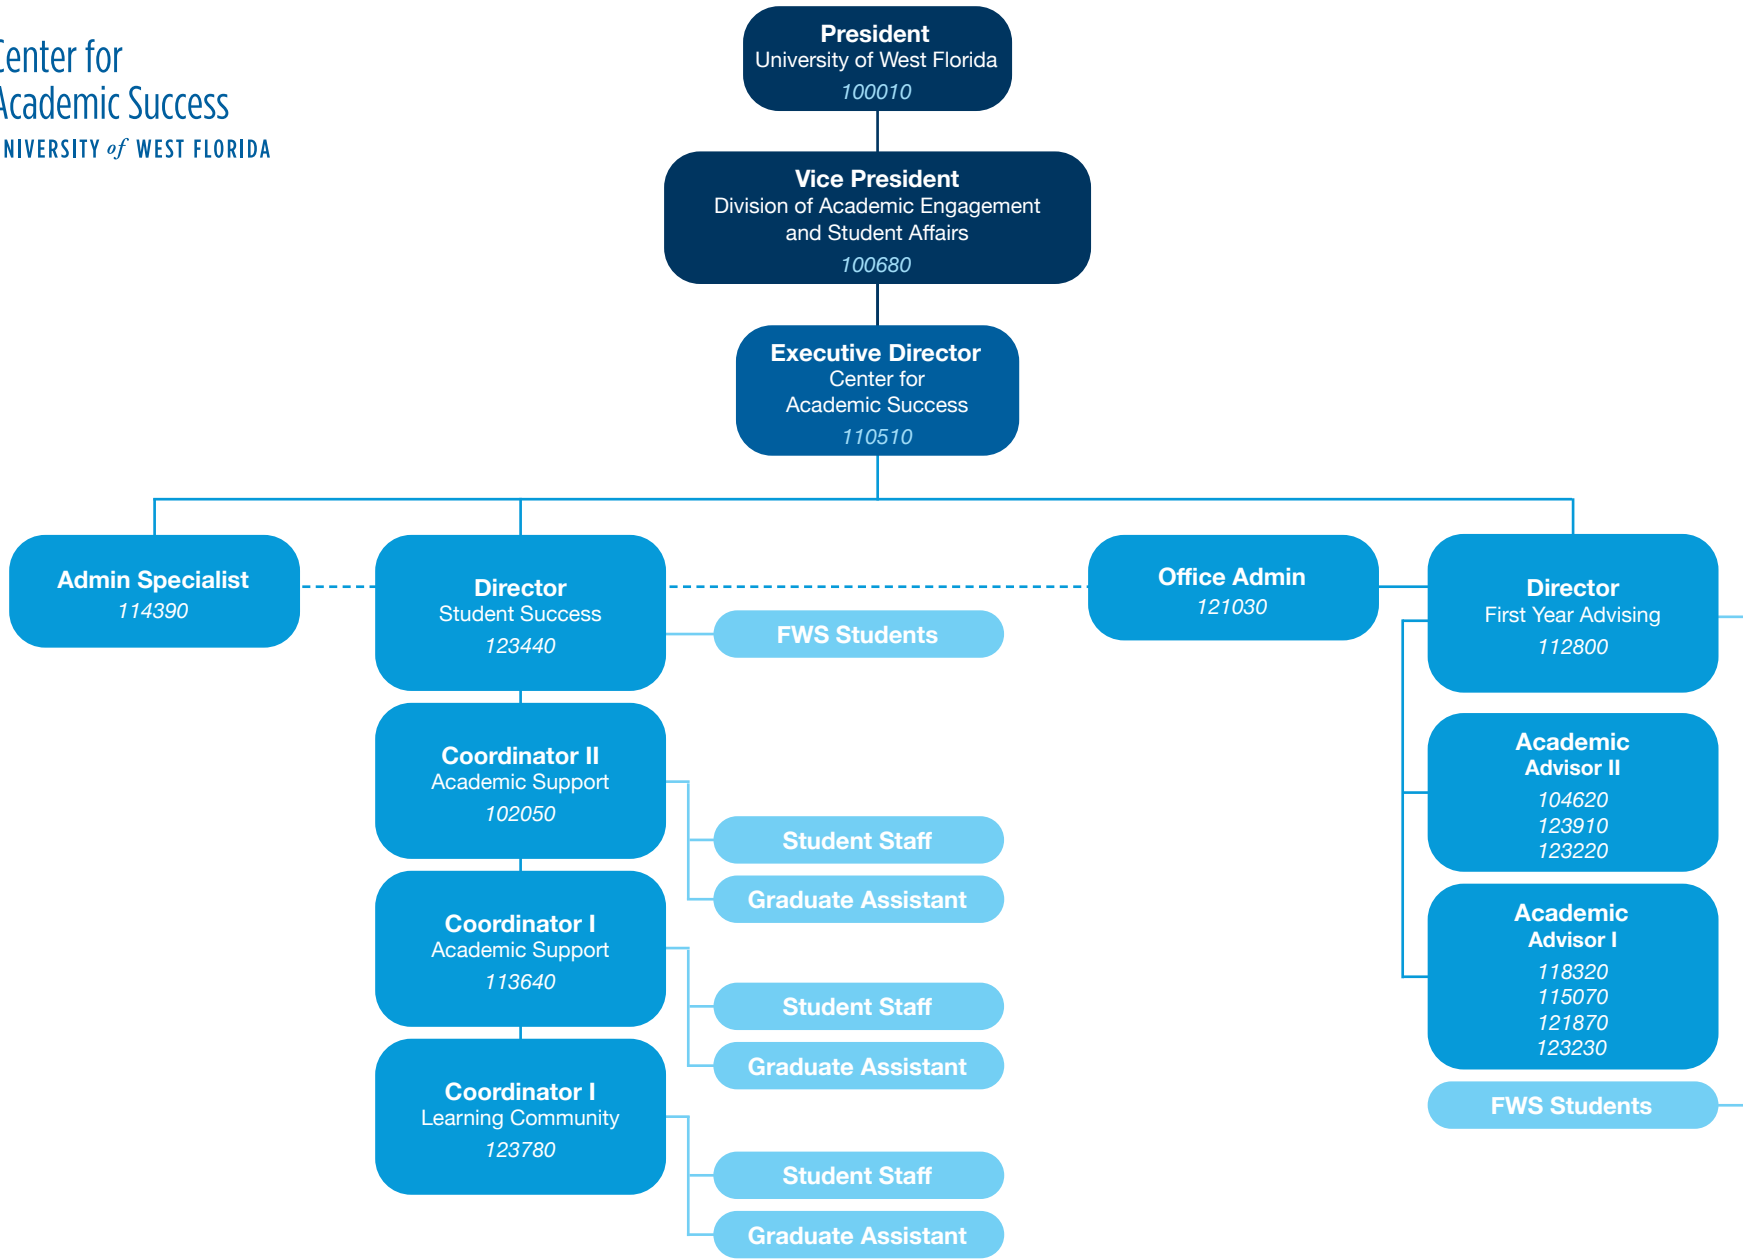 Center for
Academic Success
UNIVERSITY of WEST FLORIDA
President
University of West Florida
100010
Vice President
Division of Academic Engagement
and Student Affairs
100680
Executive Director
Center for
Academic Success
110510
Admin Specialist
114390
Director
Student Success
123440
FWS Students
Office Admin
121030
Director
First Year Advising
112800
Coordinator II
Academic Support
102050
Student Staff
Graduate Assistant
Coordinator I
Academic Support
113640
Student Staff
Graduate Assistant
Coordinator I
Learning Community
123780
Student Staff
Graduate Assistant
Academic
Advisor II
104620
123910
123220
Academic
Advisor I
118320
115070
121870
123230
FWS Students